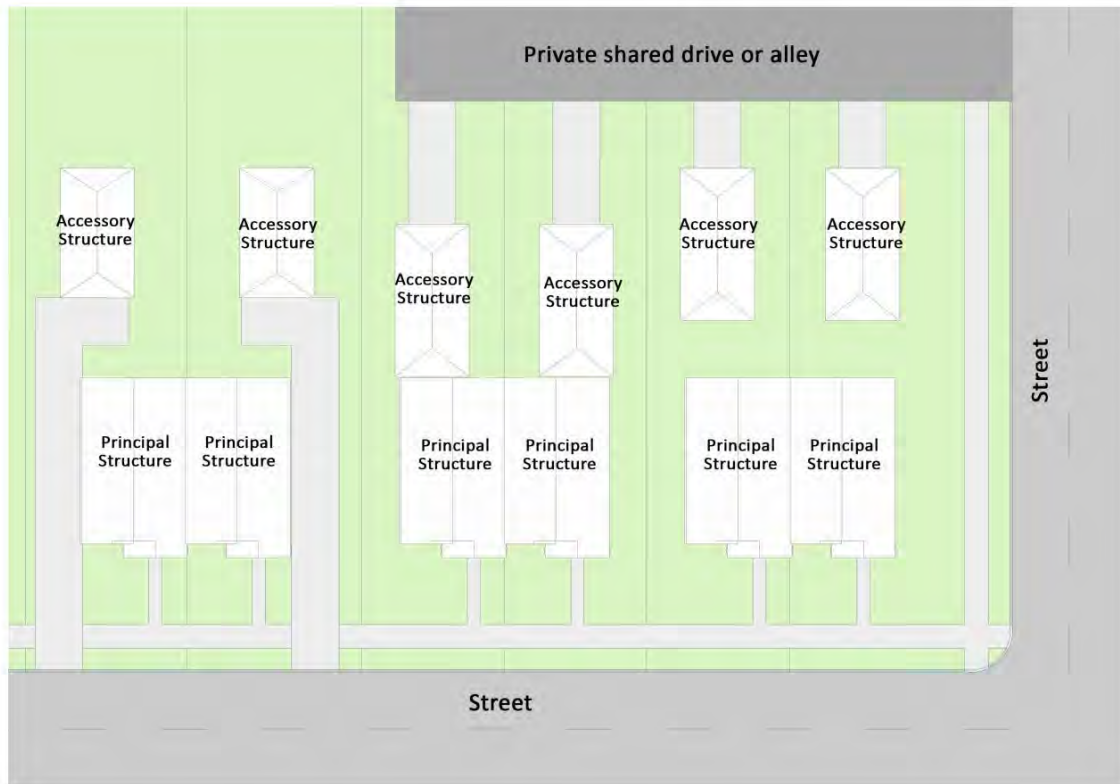 Private shared drive or alley
Accessory
Structure
Accessory
Structure
Accessory
Structure
Accessory
Structure
Accessory
Structure
Accessory
Structure
Street
Principal
Structure
Principal
Structure
Principal
Structure
Principal
Structure
Principal
Structure
Principal
Structure
Street